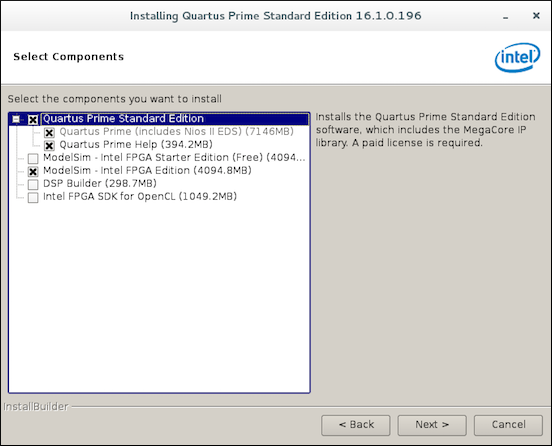 Installing Quartus Prime Standard Edition 16.1.0.196
Select Components
intel
Select the components you want to install
Quartus Prime Standard Edition
Quartus Prime (includes Nios II EDS) (7146MB)
Quartus Prime Help (394.2MB)
ModelSim - Intel FPGA Starter Edition (Free) (4094...
ModelSim - Intel FPGA Edition (4094.8MB)
DSP Builder (298.7MB)
Intel FPGA SDK for OpenCL (1049.2MB)
Installs the Quartus Prime Standard Edition
software, which includes the MegaCore IP
library. A paid license is required.
InstallBuilder
< Back
Next >
Cancel